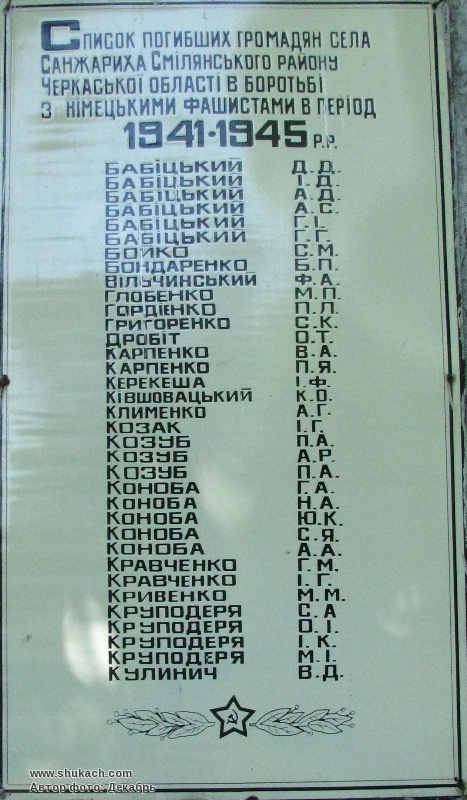 Список погибших громадян села
Санжариха Смілянського району
Черкаської області в боротьбі
з німецькими фашистами в період
1941-1945 р.р.
БАБІЦЬКИЙ Д.Д.
БАБІЦЬКИЙ І.Д.
БАБІЦЬКИЙ А.Д.
БАБІЦЬКИЙ А.С.
БАБІЦЬКИЙ Г.І.
БАБІЦЬКИЙ Г.Г.
БОЙКО С.М.
БОНДАРЕНКО Б.П.
ВІЛЬЧИНСЬКИЙ Ф.А.
ГЛОБЕНКО М.П.
ГОРДІЄНКО П.Л.
ГРИГОРЕНКО С.К.
ДРОБІТ О.Т.
КАРПЕНКО В.А.
КАРПЕНКО П.Я.
КЕРЕКЕША І.Ф.
КІВШОВАЦЬКИЙ К.О.
КЛИМЕНКО А.Г.
КОЗАК І.Г.
КОЗУБ П.А.
КОЗУБ А.Р.
КОЗУБ П.А.
КОНОБА Г.А.
КОНОБА Н.А.
КОНОБА Ю.К.
КОНОБА С.Я.
КОНОБА А.А.
КРАВЧЕНКО Г.М.
КРАВЧЕНКО І.Г.
КРИВЕНКО М.М.
КРУПОДЕРЯ С.А
КРУПОДЕРЯ О.І.
КРУПОДЕРЯ І.К.
КРУПОДЕРЯ М.І.
КУЛИНИЧ В.Д.
www.shukach.com
Автор фото: Декабрь